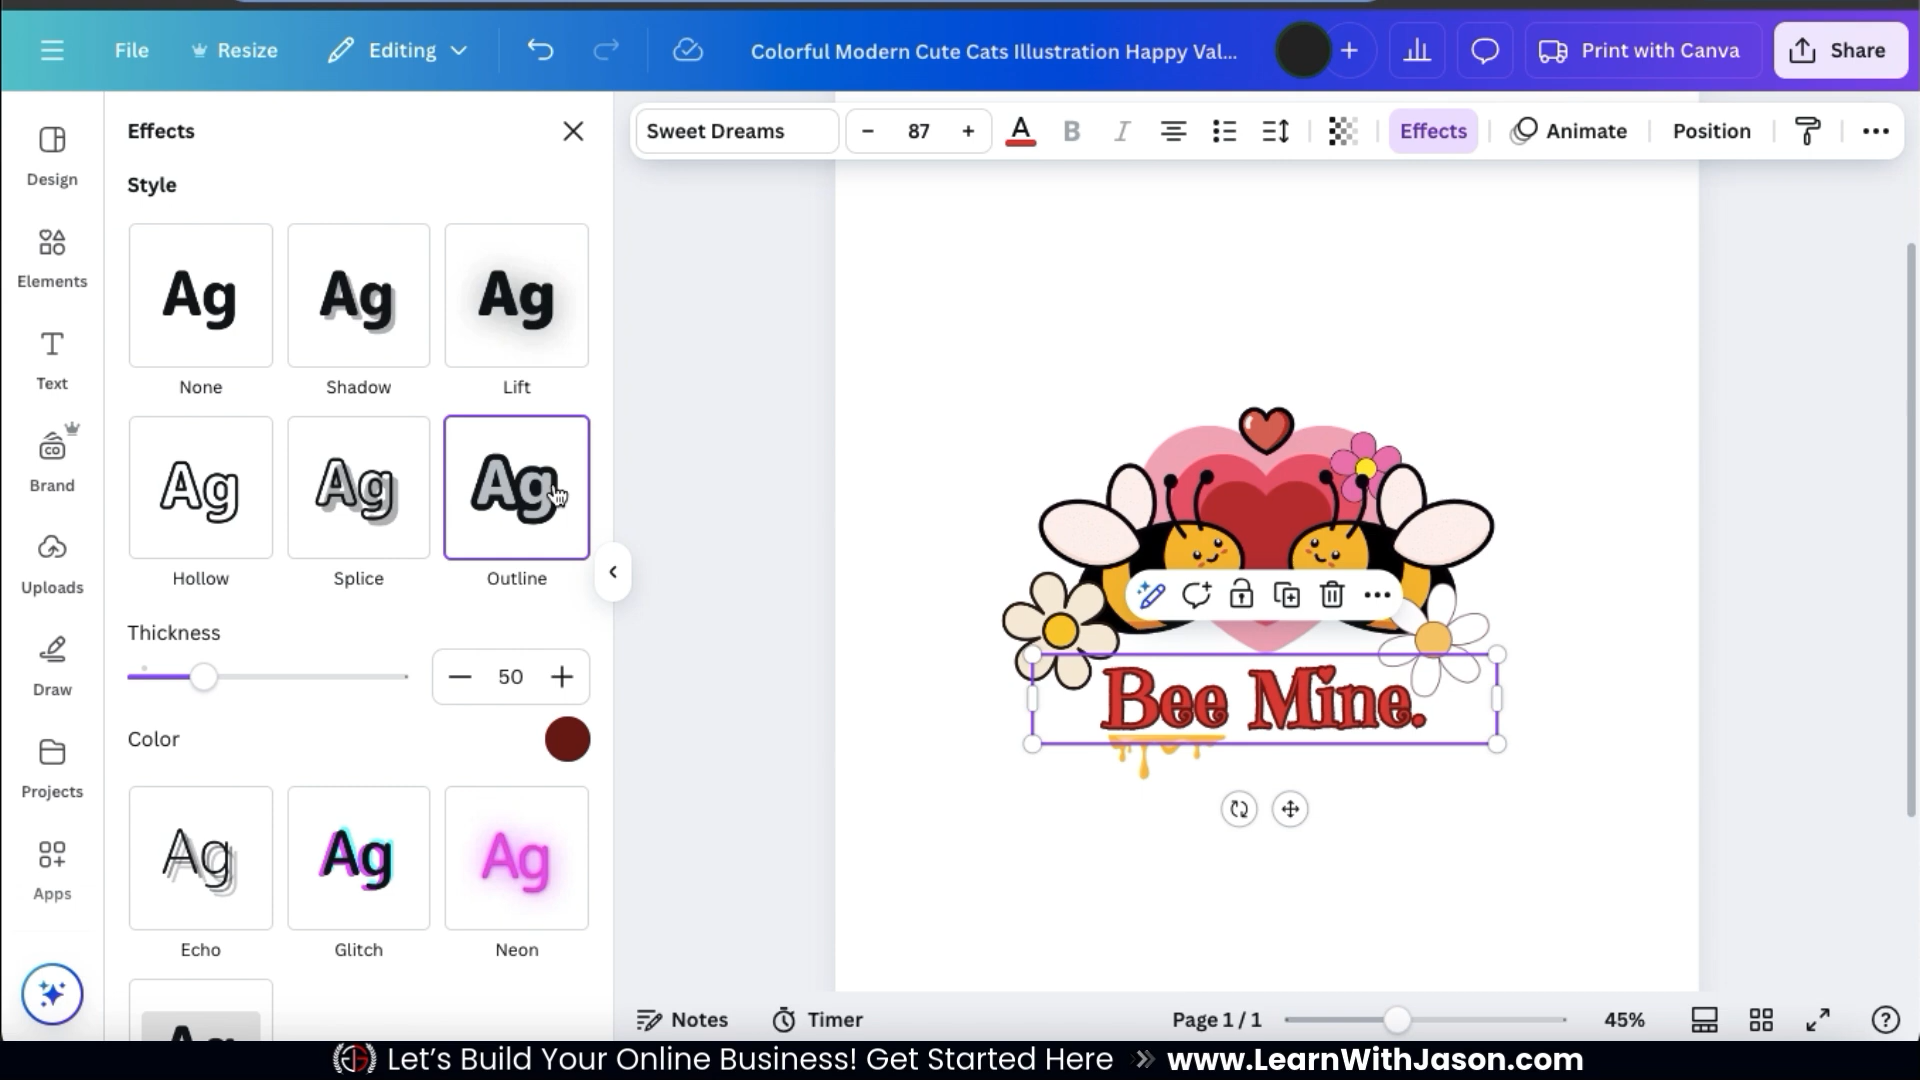 File Resize Editing Colorful Modern Cute Cats Illustration Happy Val... Print with Canva Share
Effects
Sweet Dreams 87 A B I Effects Animate Position
Style
Design
Elements
Text
Brand
Uploads
Draw
Projects
Apps
Ag Ag Ag
None Shadow Lift
Ag Ag Ag
Hollow Splice Outline
Thickness
50
Color
Ag Ag Ag
Echo Glitch Neon
Bee Mine.
Notes Timer Page 1 / 1 45%
Let's Build Your Online Business! Get Started Here www.LearnWithJason.com